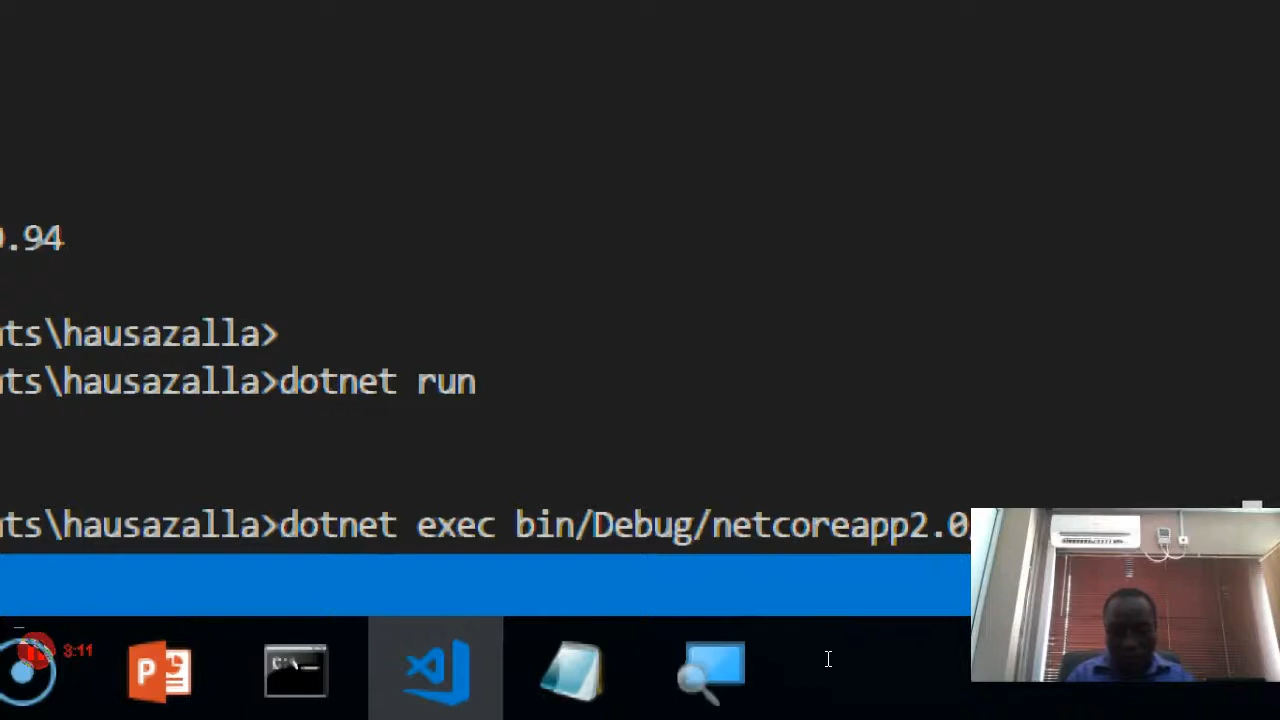 .94
ts\hausazalla>
ts\hausazalla>dotnet run
ts\hausazalla>dotnet exec bin/Debug/netcoreapp2.0
3:11